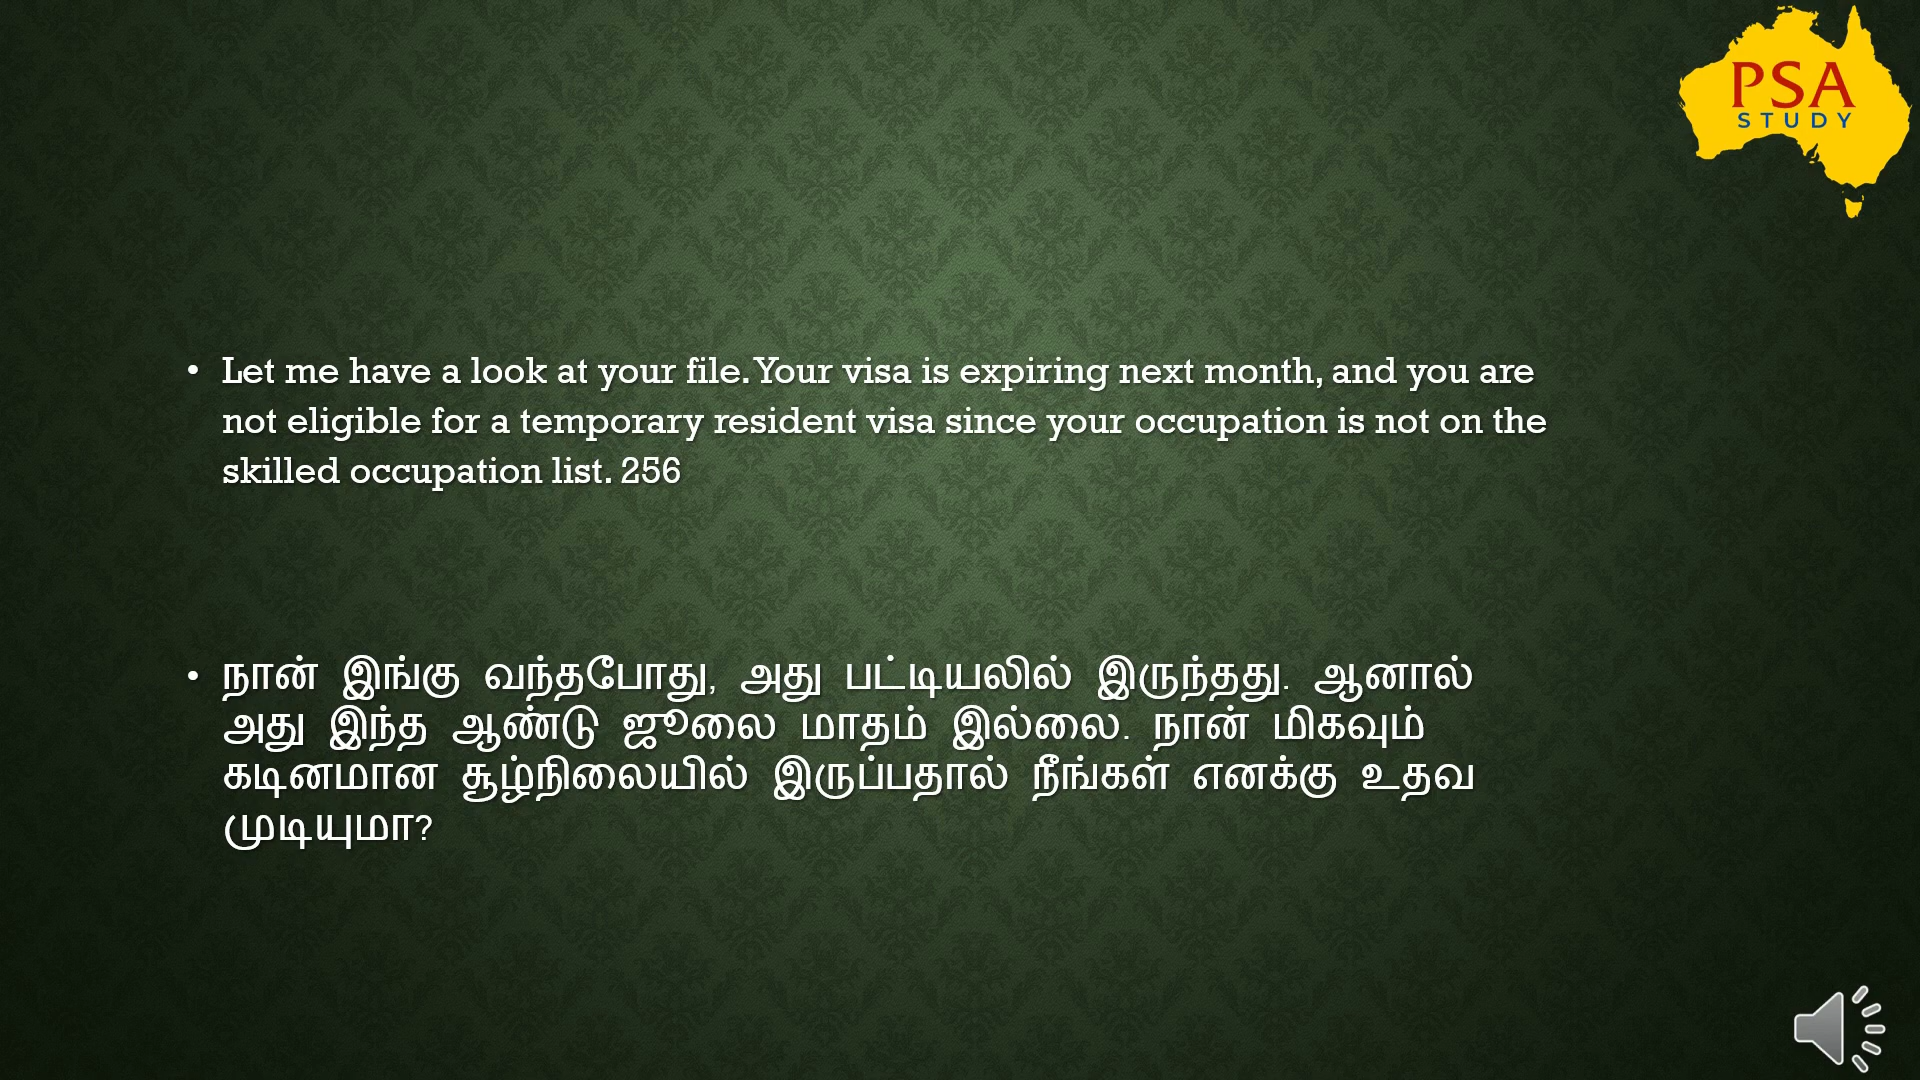 PSA
STUDY
• Let me have a look at your file. Your visa is expiring next month, and you are
not eligible for a temporary resident visa since your occupation is not on the
skilled occupation list. 256
• நான் இங்கு வந்தபோது, அது பட்டியலில் இருந்தது. ஆனால்
அது இந்த ஆண்டு ஜூலை மாதம் இல்லை. நான் மிகவும்
கடினமான சூழ்நிலையில் இருப்பதால் நீங்கள் எனக்கு உதவ
முடியுமா?